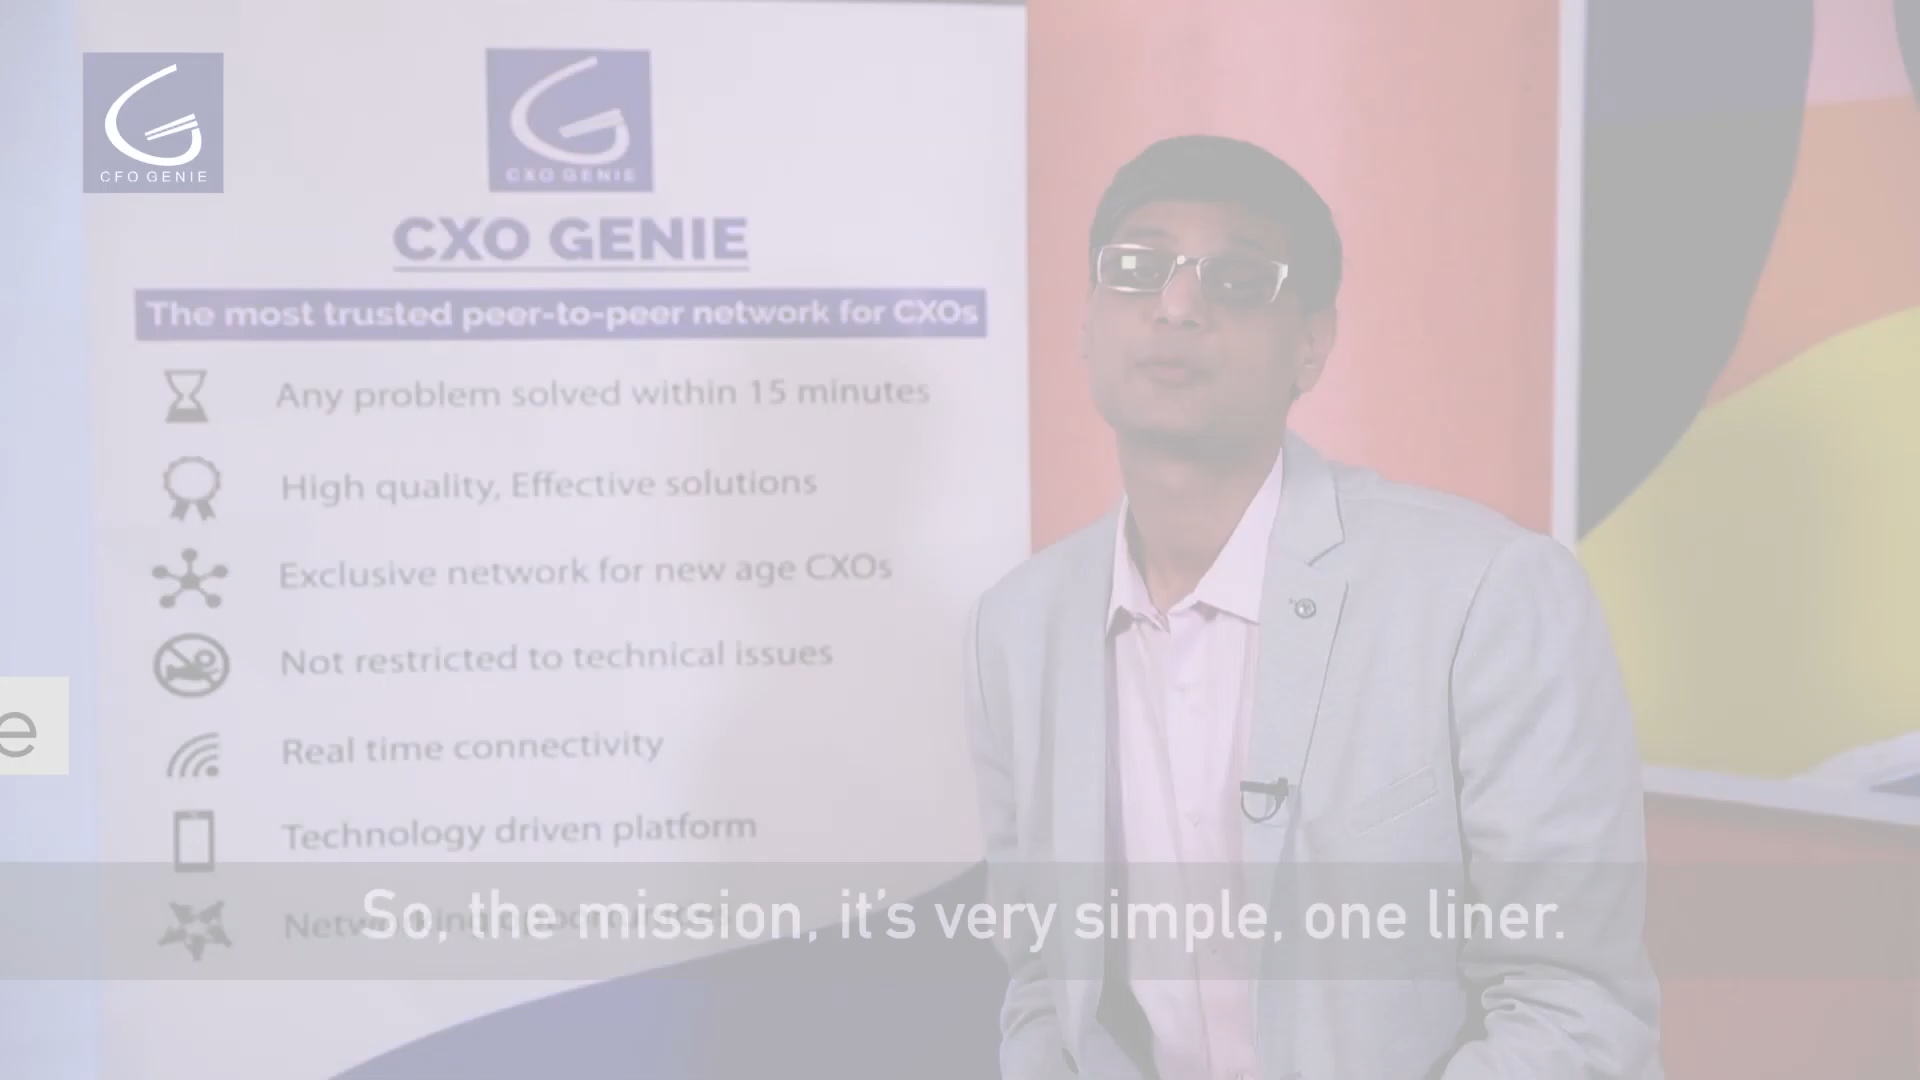 CFO GENIE
CXO GENIE
CXO GENIE
The most trusted peer-to-peer network for CXOs
Any problem solved within 15 minutes
High quality, Effective solutions
Exclusive network for new age CXOs
Not restricted to technical issues
Real time connectivity
e
Technology driven platform
Networking opportunities
So, the mission, it's very simple, one liner.